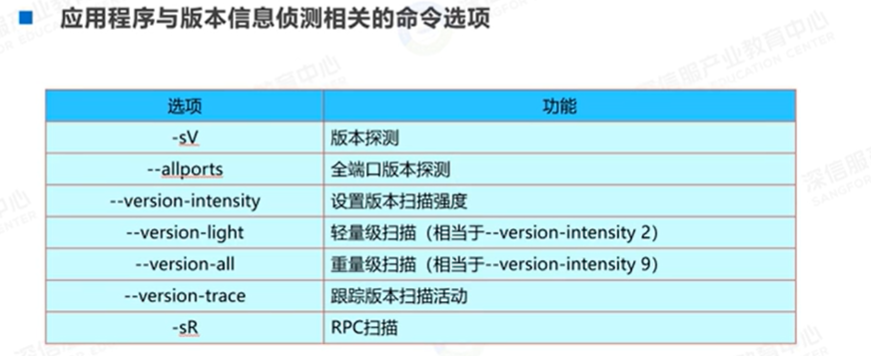 应用程序与版本信息侦测相关的命令选项
选项 功能
-sV 版本探测
--allports 全端口版本探测
--version-intensity 设置版本扫描强度
--version-light 轻量级扫描（相当于--version-intensity 2）
--version-all 重量级扫描（相当于--version-intensity 9）
--version-trace 跟踪版本扫描活动
-sR RPC扫描
深信服产业教育中心